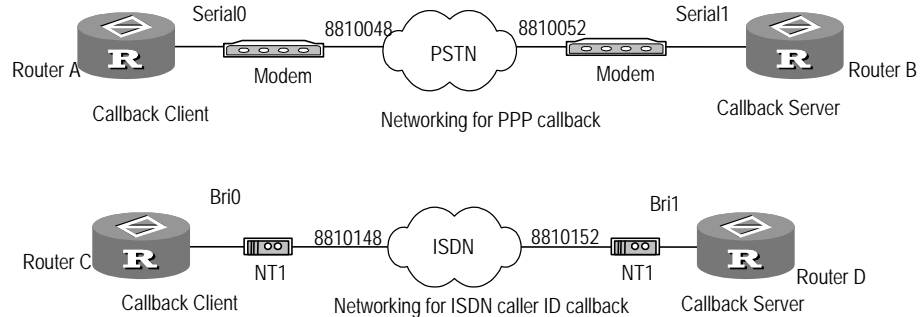 Serial0
8810048
8810052
Serial1
PSTN
R
R
Router A
Modem
Modem
Router B
Callback Client
Networking for PPP callback
Callback Server
Bri0
Bri1
8810148
ISDN
8810152
R
R
Router C
NT1
NT1
Router D
Callback Client
Networking for ISDN caller ID callback
Callback Server